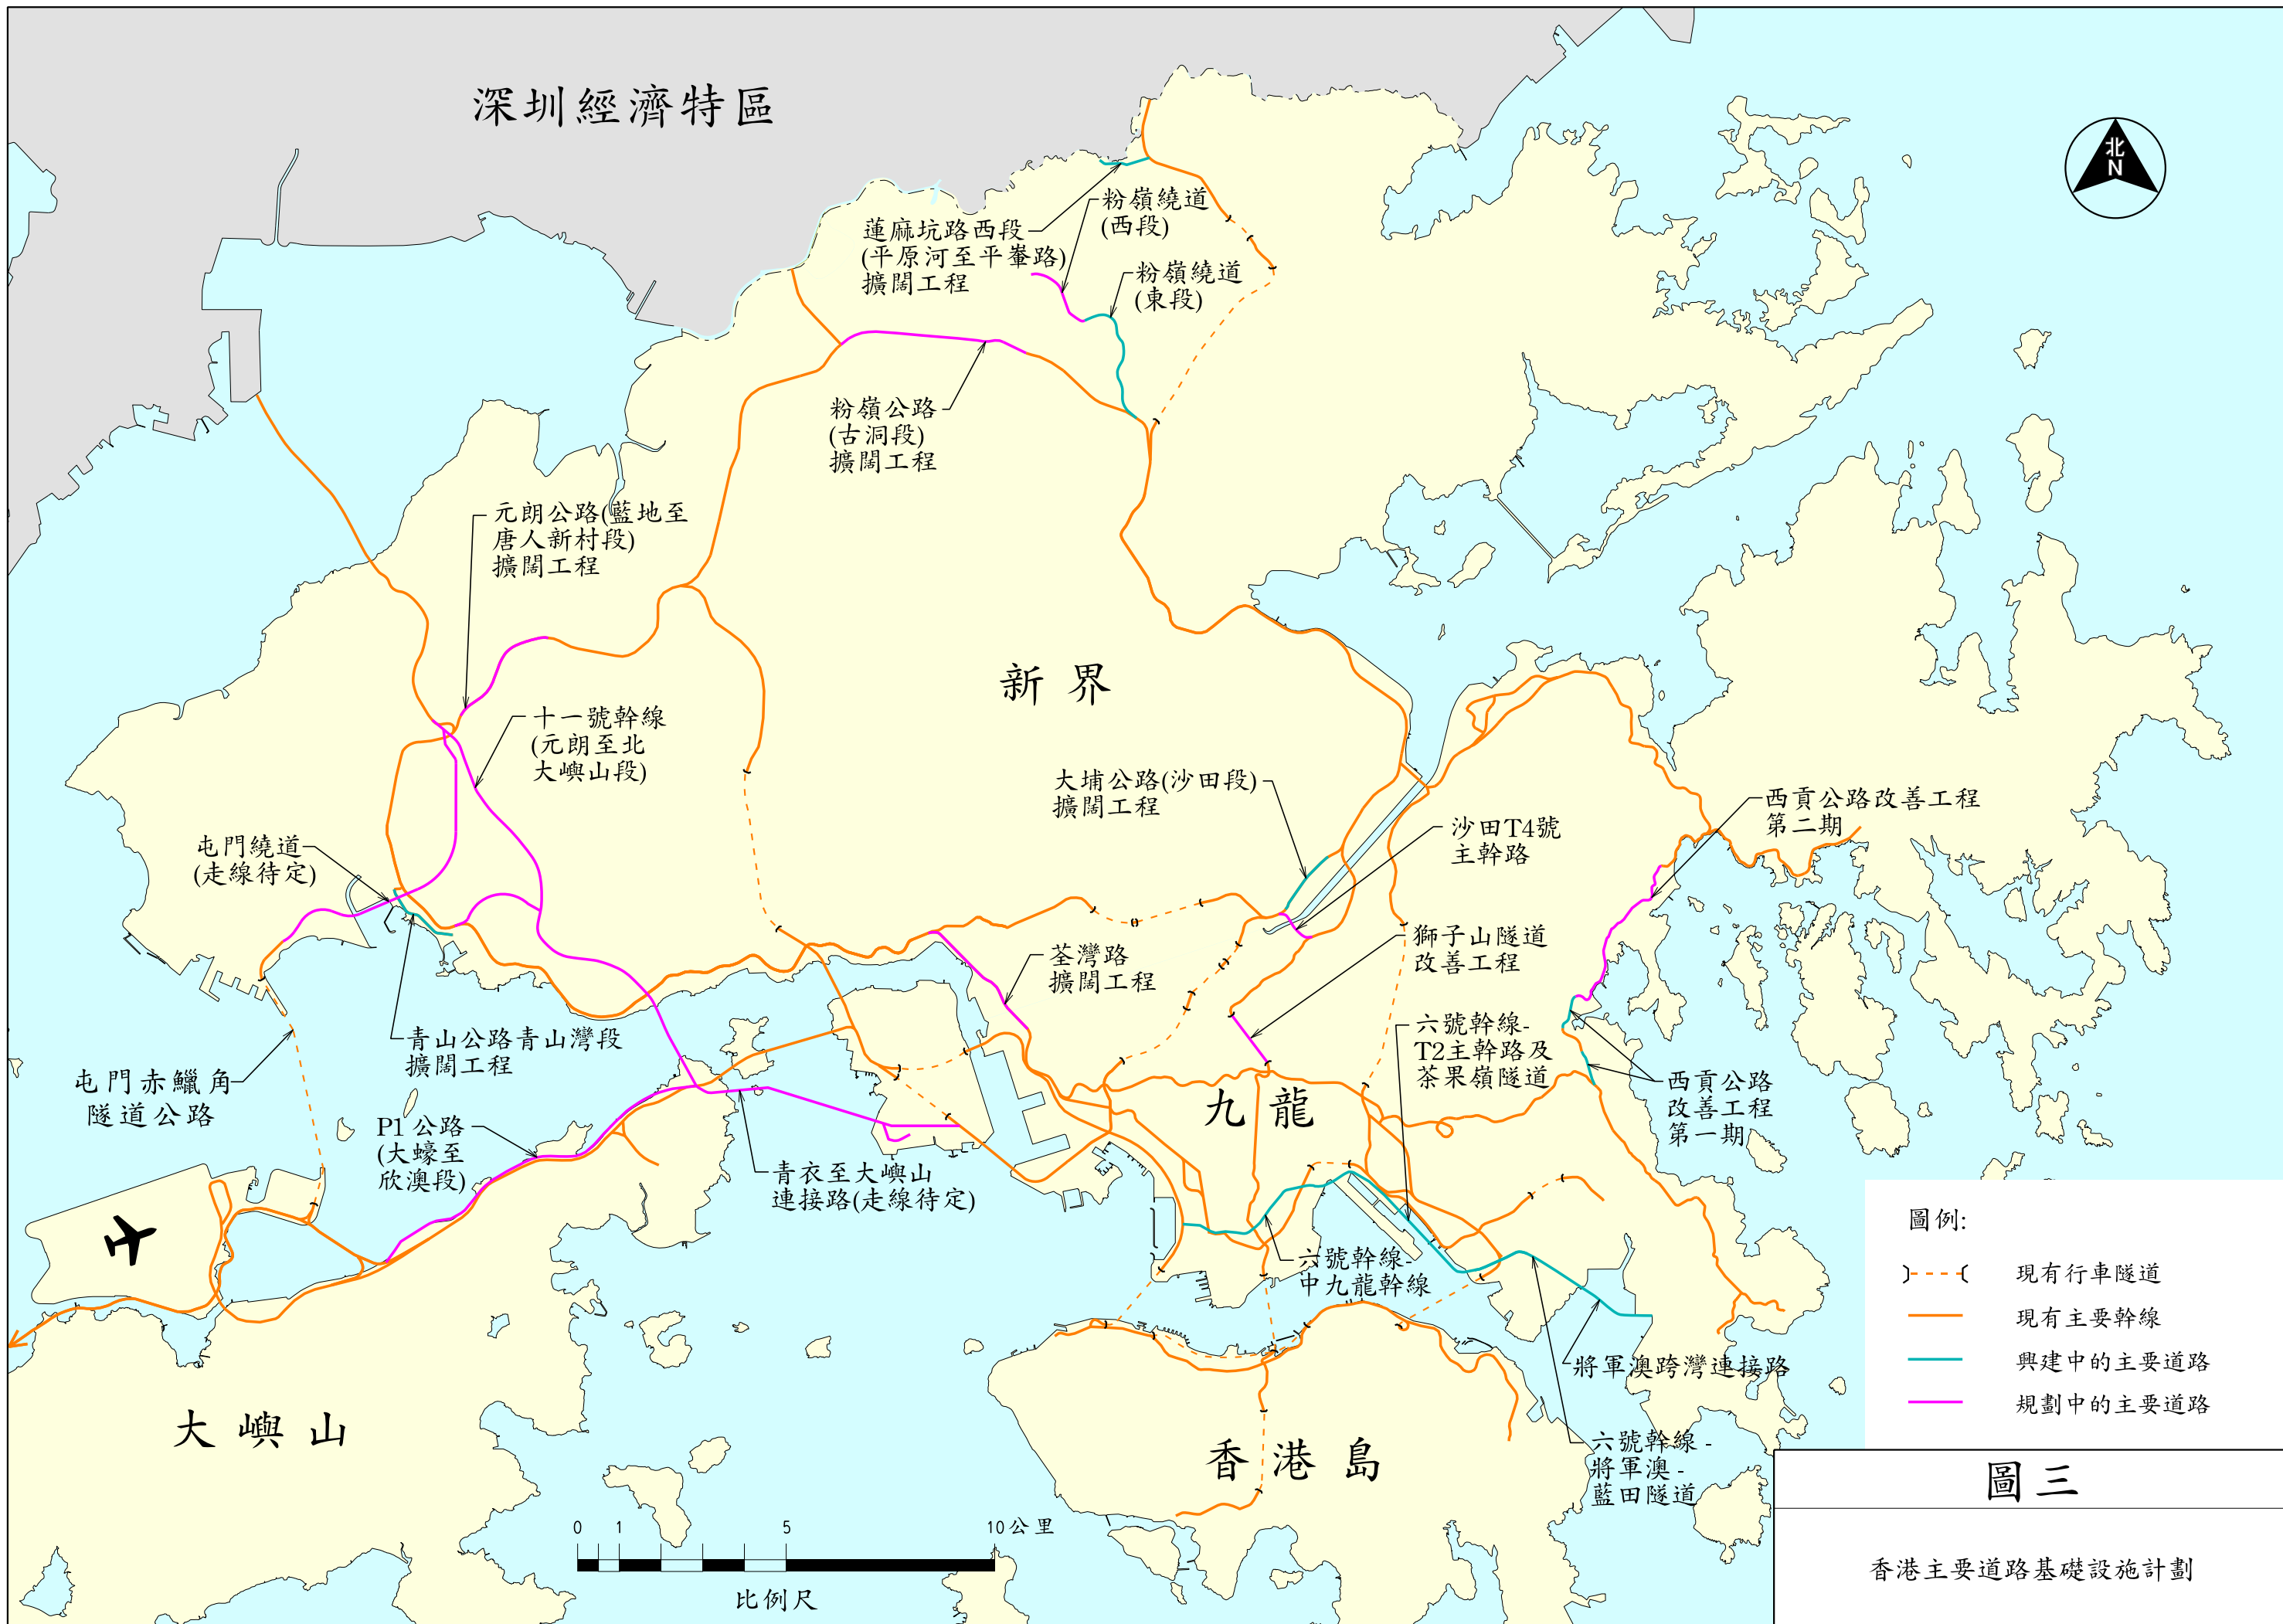 深圳經濟特區
北
N
粉嶺繞道
(西段)
蓮麻坑路西段
(平原河至平輋路)
擴闊工程
粉嶺繞道
(東段)
粉嶺公路
(古洞段)
擴闊工程
元朗公路(藍地至
唐人新村段)
擴闊工程
新界
十一號幹線
(元朗至北
大嶼山段)
大埔公路(沙田段)
擴闊工程
西貢公路改善工程
第二期
沙田T4號
主幹路
屯門繞道
(走線待定)
獅子山隧道
改善工程
荃灣路
擴闊工程
六號幹線-
T2主幹路及
茶果嶺隧道
青山公路青山灣段
擴闊工程
屯門赤鱲角
隧道公路
西貢公路
改善工程
第一期
九龍
P1公路
(大蠔至
欣澳段)
青衣至大嶼山
連接路(走線待定)
六號幹線-
中九龍幹線
將軍澳跨灣連接路
大嶼山
香港島
六號幹線-
將軍澳-
藍田隧道
圖例:
現有行車隧道
現有主要幹線
興建中的主要道路
規劃中的主要道路
0 1 5 10公里
比例尺
圖三
香港主要道路基礎設施計劃